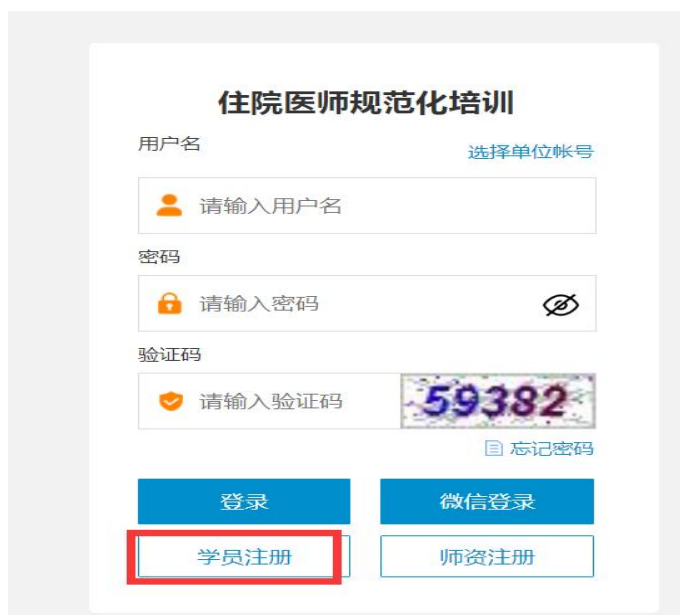 住院医师规范化培训
用户名
选择单位帐号
请输入用户名
密码
请输入密码
验证码
请输入验证码
59382
忘记密码
登录
微信登录
学员注册
师资注册